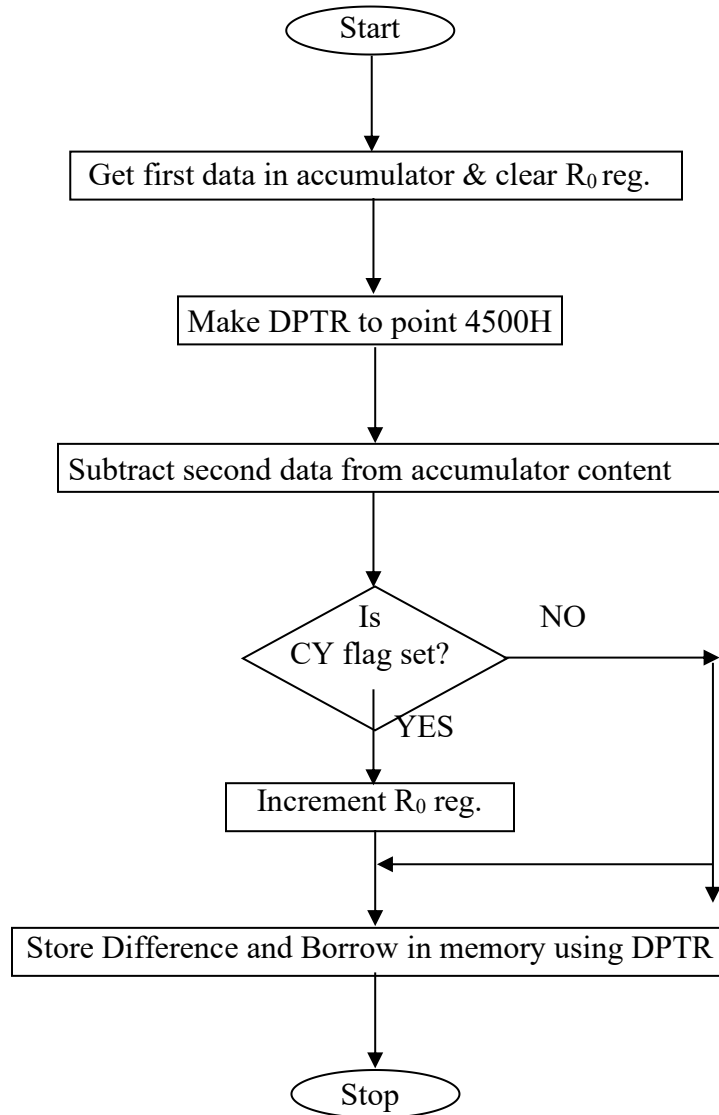 Start
Get first data in accumulator & clear R₀ reg.
Make DPTR to point 4500H
Subtract second data from accumulator content
Is
CY flag set?
NO
YES
Increment R₀ reg.
Store Difference and Borrow in memory using DPTR
Stop